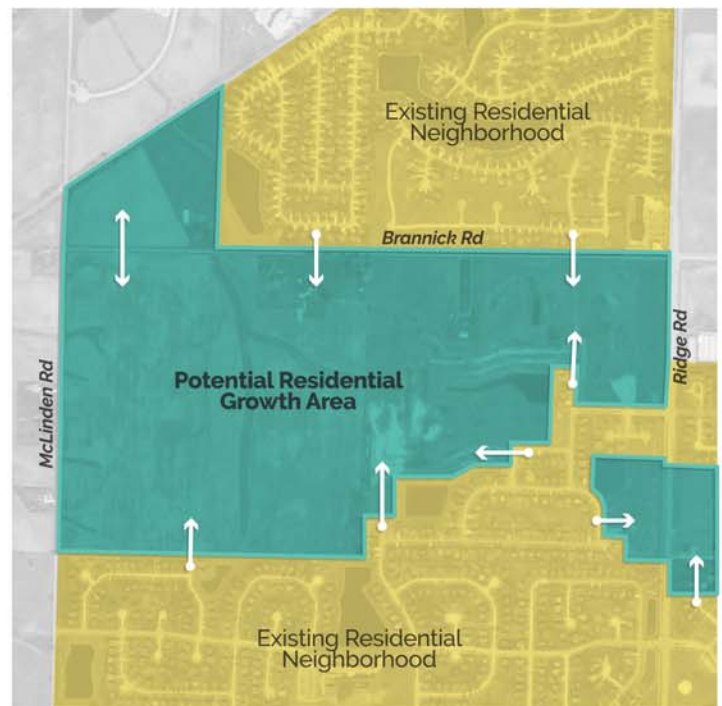 Existing Residential
Neighborhood
Brannick Rd
Ridge Rd
Potential Residential
Growth Area
McLinden Rd
Existing Residential
Neighborhood